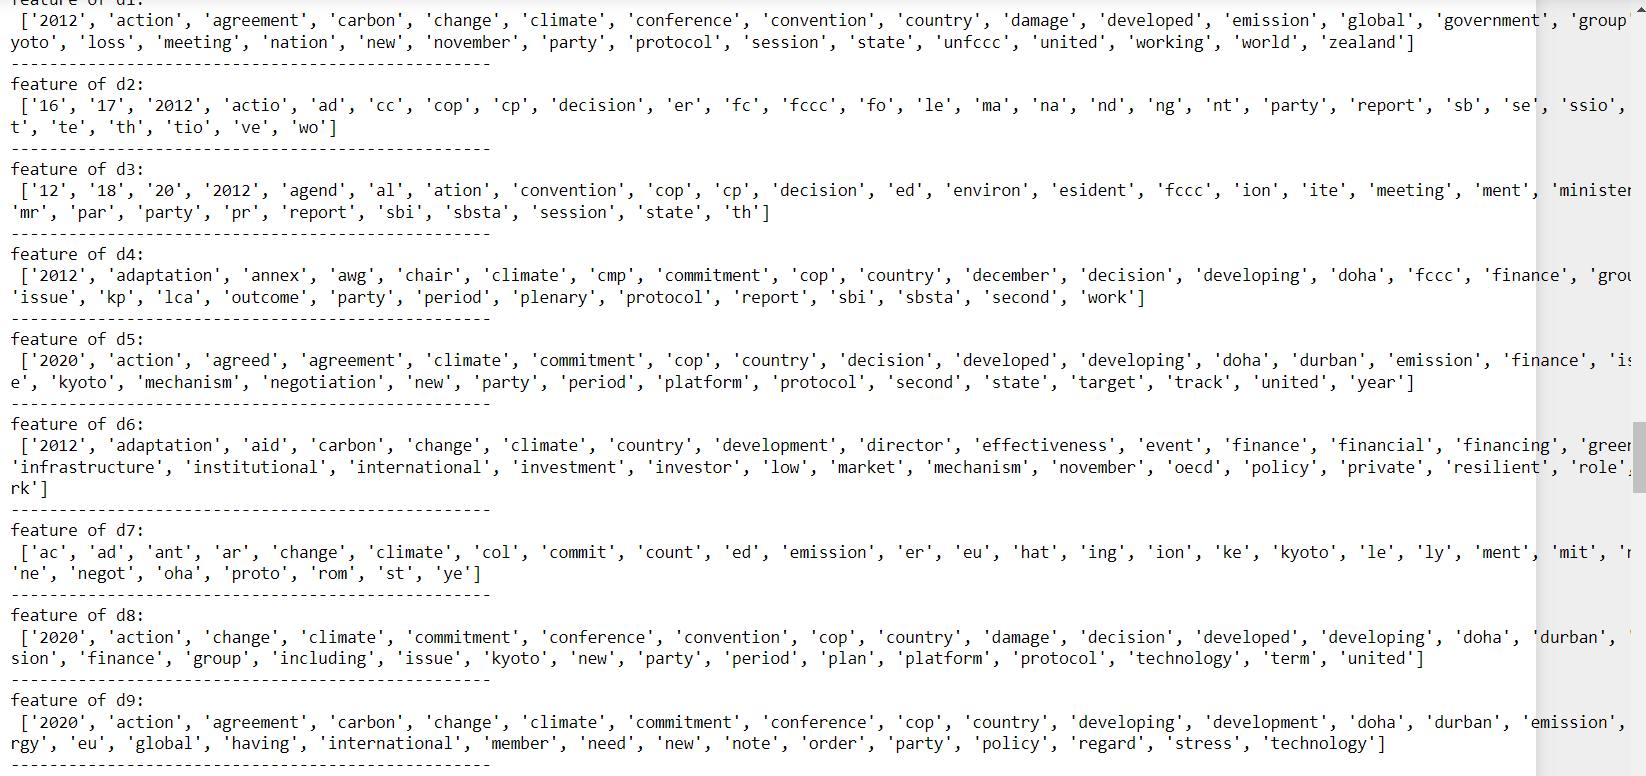 feature of d1:
['2012', 'action', 'agreement', 'carbon', 'change', 'climate', 'conference', 'convention', 'country', 'damage', 'developed', 'emission', 'global', 'government', 'group'
yoto', 'loss', 'meeting', 'nation', 'new', 'november', 'party', 'protocol', 'session', 'state', 'unfccc', 'united', 'working', 'world', 'zealand']
--------------------------------------------------
feature of d2:
['16', '17', '2012', 'actio', 'ad', 'cc', 'cop', 'cp', 'decision', 'er', 'fc', 'fccc', 'fo', 'le', 'ma', 'na', 'nd', 'ng', 'nt', 'party', 'report', 'sb', 'se', 'ssio',
t', 'te', 'th', 'tio', 've', 'wo']
--------------------------------------------------
feature of d3:
['12', '18', '20', '2012', 'agend', 'al', 'ation', 'convention', 'cop', 'cp', 'decision', 'ed', 'environ', 'esident', 'fccc', 'ion', 'ite', 'meeting', 'ment', 'minister
'mr', 'par', 'party', 'pr', 'report', 'sbi', 'sbsta', 'session', 'state', 'th']
--------------------------------------------------
feature of d4:
['2012', 'adaptation', 'annex', 'awg', 'chair', 'climate', 'cmp', 'commitment', 'cop', 'country', 'december', 'decision', 'developing', 'doha', 'fccc', 'finance', 'grou
'issue', 'kp', 'lca', 'outcome', 'party', 'period', 'plenary', 'protocol', 'report', 'sbi', 'sbsta', 'second', 'work']
--------------------------------------------------
feature of d5:
['2020', 'action', 'agreed', 'agreement', 'climate', 'commitment', 'cop', 'country', 'decision', 'developed', 'developing', 'doha', 'durban', 'emission', 'finance', 'is
e', 'kyoto', 'mechanism', 'negotiation', 'new', 'party', 'period', 'platform', 'protocol', 'second', 'state', 'target', 'track', 'united', 'year']
--------------------------------------------------
feature of d6:
['2012', 'adaptation', 'aid', 'carbon', 'change', 'climate', 'country', 'development', 'director', 'effectiveness', 'event', 'finance', 'financial', 'financing', 'green
'infrastructure', 'institutional', 'international', 'investment', 'investor', 'low', 'market', 'mechanism', 'november', 'oecd', 'policy', 'private', 'resilient', 'role',
rk']
--------------------------------------------------
feature of d7:
['ac', 'ad', 'ant', 'ar', 'change', 'climate', 'col', 'commit', 'count', 'ed', 'emission', 'er', 'eu', 'hat', 'ing', 'ion', 'ke', 'kyoto', 'le', 'ly', 'ment', 'mit',
'ne', 'negot', 'oha', 'proto', 'rom', 'st', 'ye']
--------------------------------------------------
feature of d8:
['2020', 'action', 'change', 'climate', 'commitment', 'conference', 'convention', 'cop', 'country', 'damage', 'decision', 'developed', 'developing', 'doha', 'durban', '
sion', 'finance', 'group', 'including', 'issue', 'kyoto', 'new', 'party', 'period', 'plan', 'platform', 'protocol', 'technology', 'term', 'united']
--------------------------------------------------
feature of d9:
['2020', 'action', 'agreement', 'carbon', 'change', 'climate', 'commitment', 'conference', 'cop', 'country', 'developing', 'development', 'doha', 'durban', 'emission',
rgy', 'eu', 'global', 'having', 'international', 'member', 'need', 'new', 'note', 'order', 'party', 'policy', 'regard', 'stress', 'technology']
--------------------------------------------------